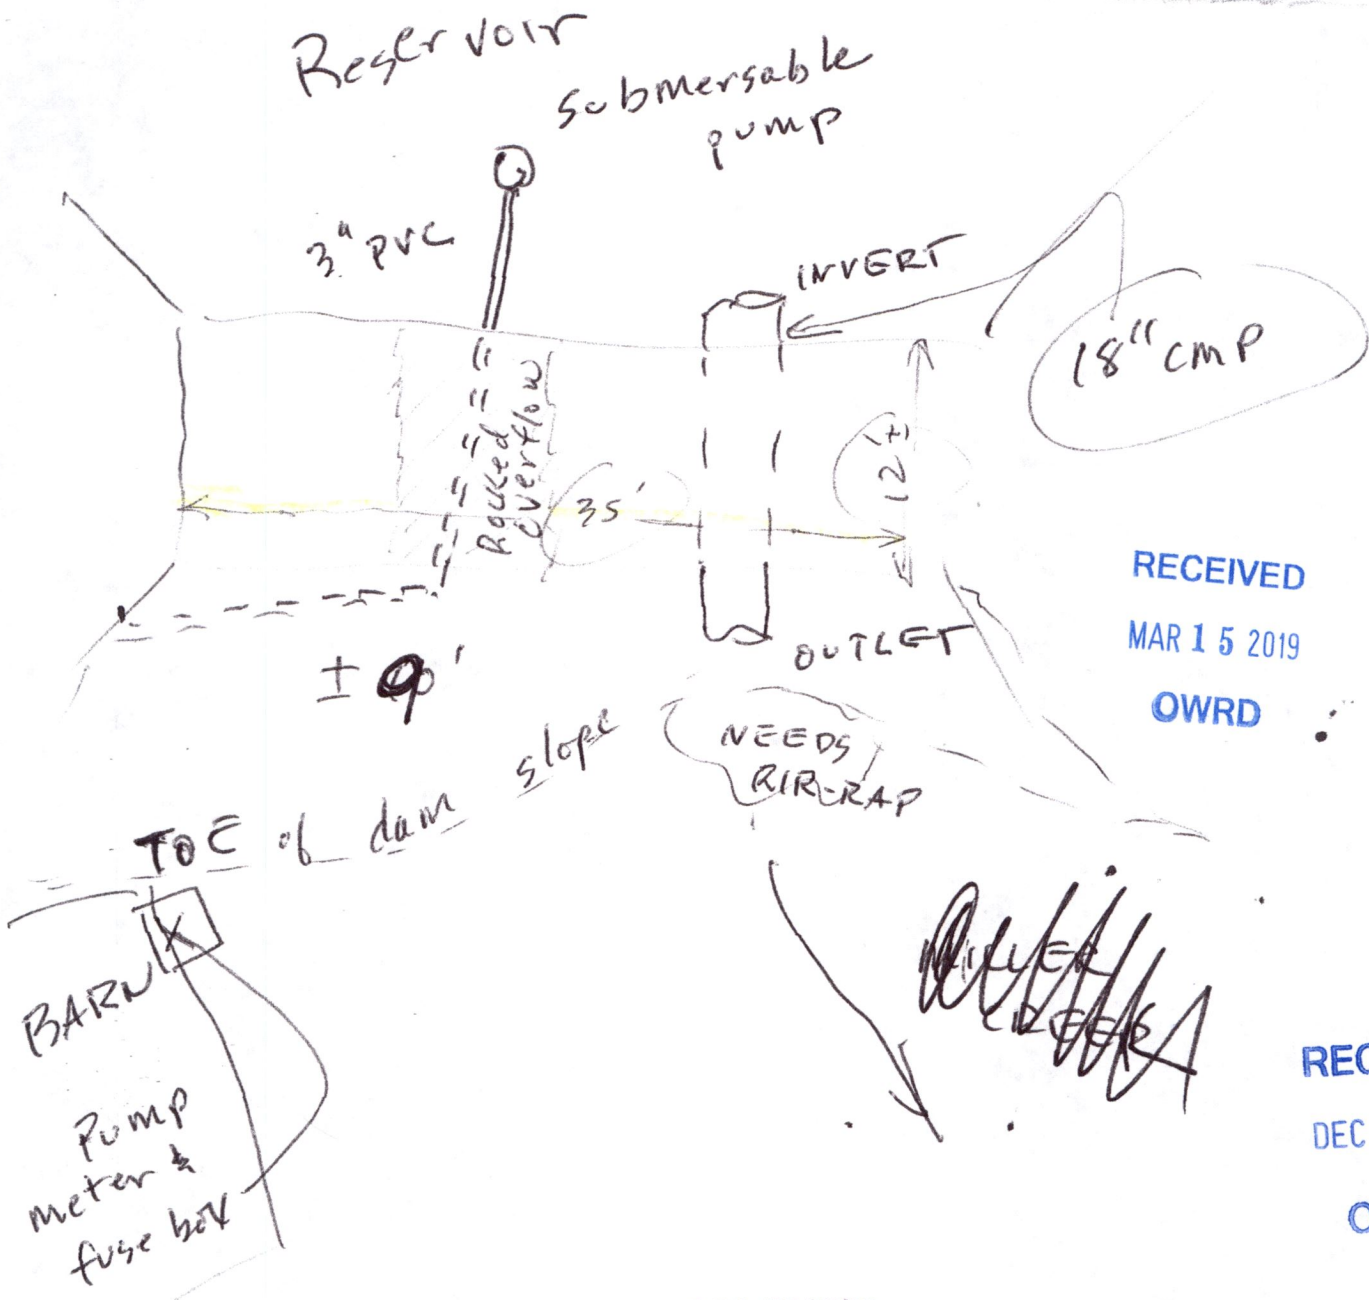 Reservoir
submersable
pump
3" PVC
INVERT
18" CMP
Rocked
Overflow
35'
12'±
RECEIVED
MAR 15 2019
OWRD
OUTLET
± 9'
NEEDS
RIP-RAP
TOE of dam slope
BARN
Pump
meter &
fuse box
REC
DEC
O